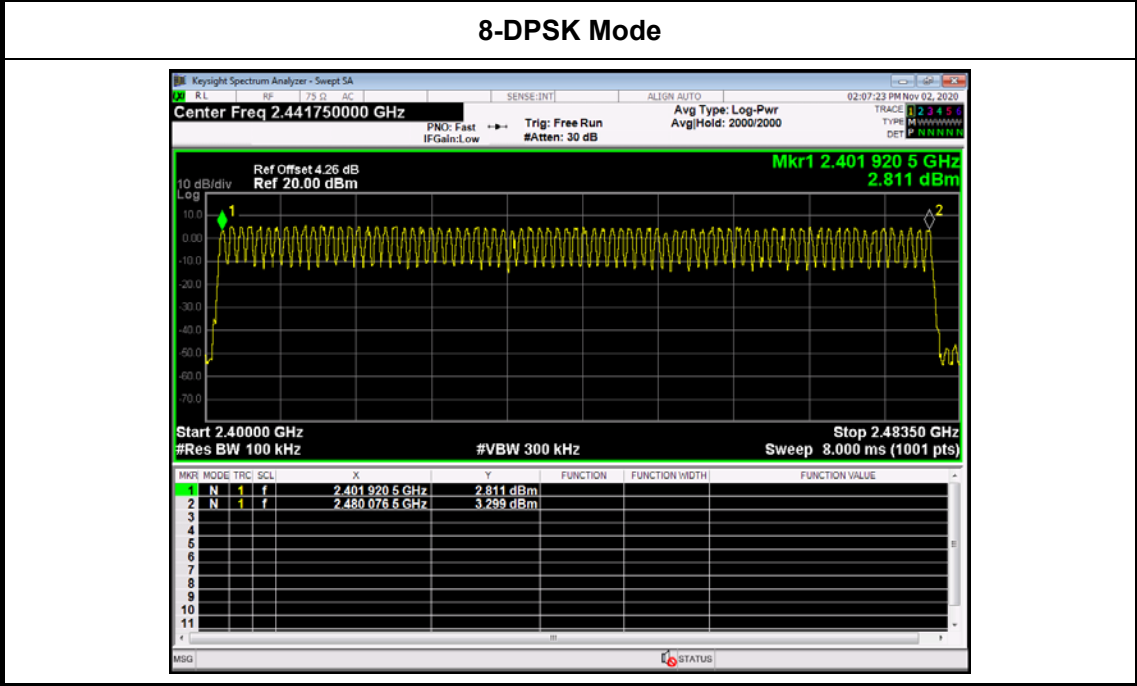 8-DPSK Mode
Keysight Spectrum Analyzer - Swept SA
RL RF 75 Ω AC SENSE:INT ALIGN AUTO 02:07:23 PM Nov 02, 2020
Center Freq 2.441750000 GHz
PNO: Fast
IFGain:Low
Trig: Free Run
#Atten: 30 dB
Avg Type: Log-Pwr
Avg|Hold: 2000/2000
TRACE 1 2 3 4 5 6
TYPE M W W W W W
DET P N N N N N
Mkr1 2.401 920 5 GHz
2.811 dBm
Ref Offset 4.26 dB
10 dB/div Ref 20.00 dBm
Log
1
2
10.0
0.00
-10.0
-20.0
-30.0
-40.0
-50.0
-60.0
-70.0
Start 2.40000 GHz Stop 2.48350 GHz
#Res BW 100 kHz #VBW 300 kHz Sweep 8.000 ms (1001 pts)
MKR MODE TRC SCL X Y FUNCTION FUNCTION WIDTH FUNCTION VALUE
1 N 1 f 2.401 920 5 GHz 2.811 dBm
2 N 1 f 2.480 076 5 GHz 3.299 dBm
3
4
5
6
7
8
9
10
11
MSG STATUS